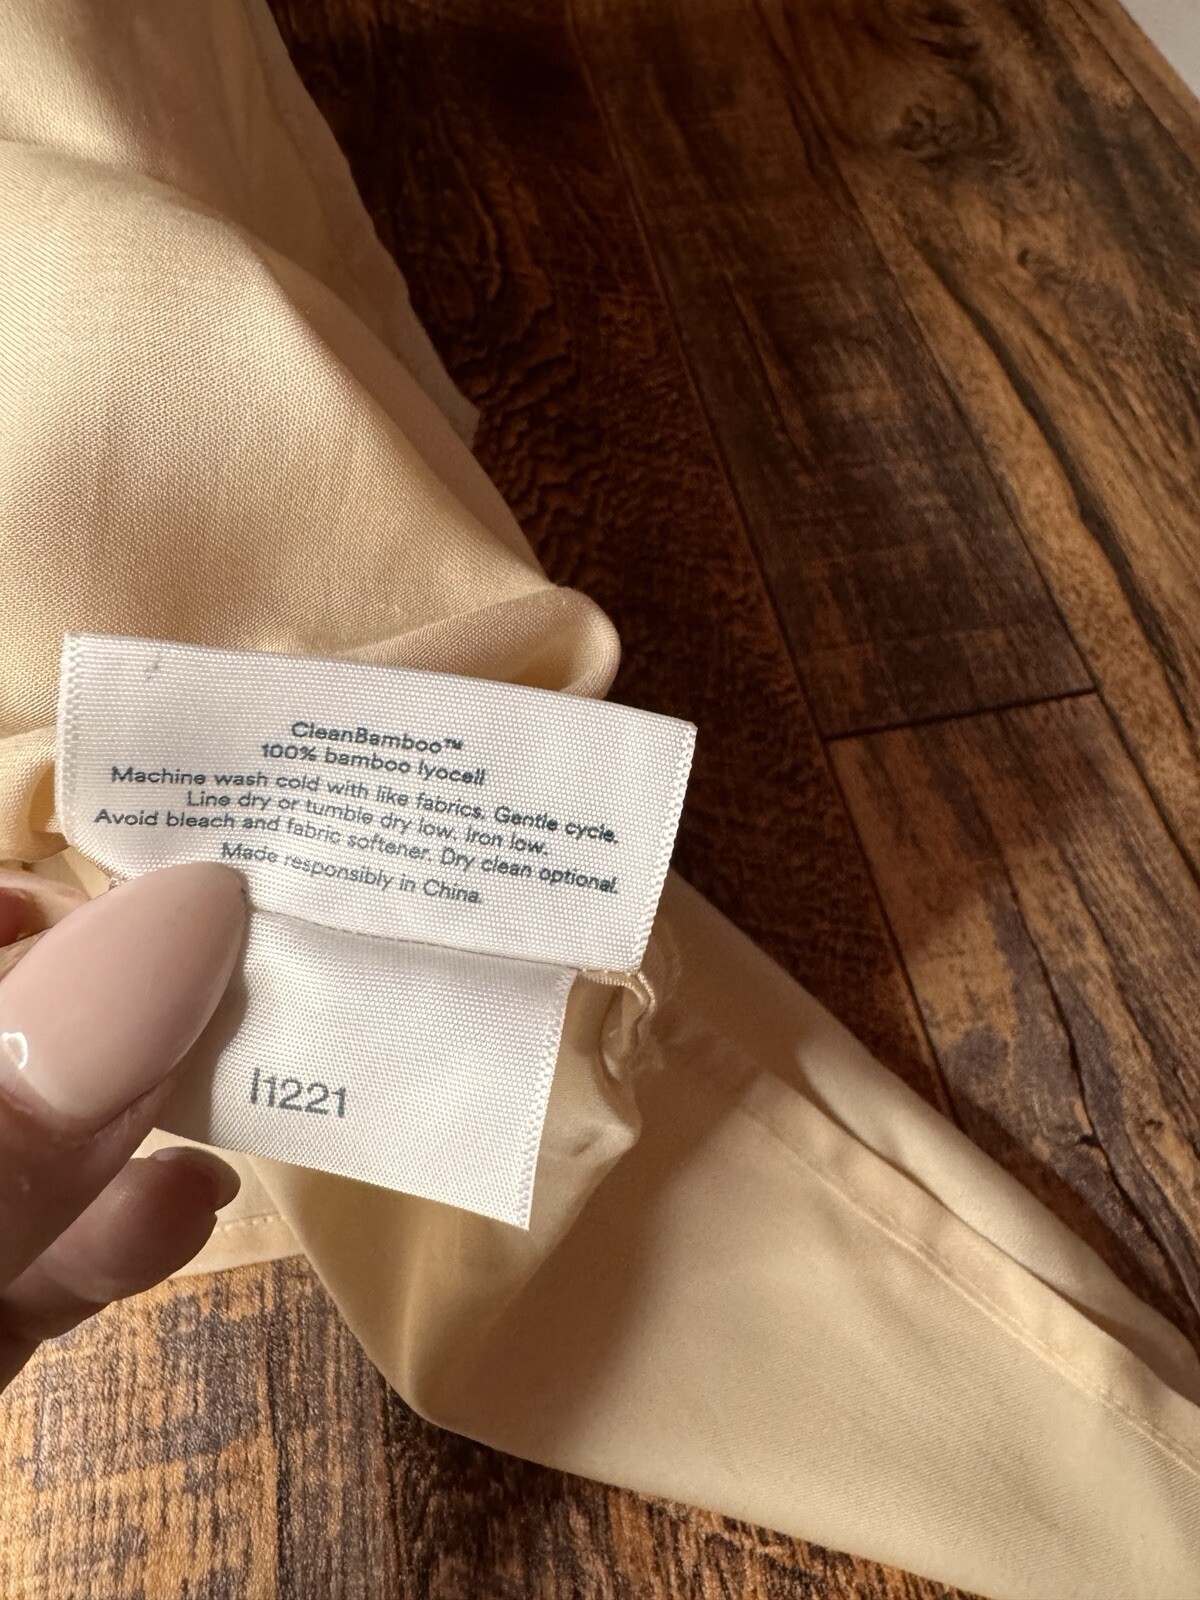 CleanBamboo™
100% bamboo lyocell
Machine wash cold with like fabrics. Gentle cycle.
Line dry or tumble dry low. Iron low.
Avoid bleach and fabric softener. Dry clean optional.
Made responsibly in China.
I1221